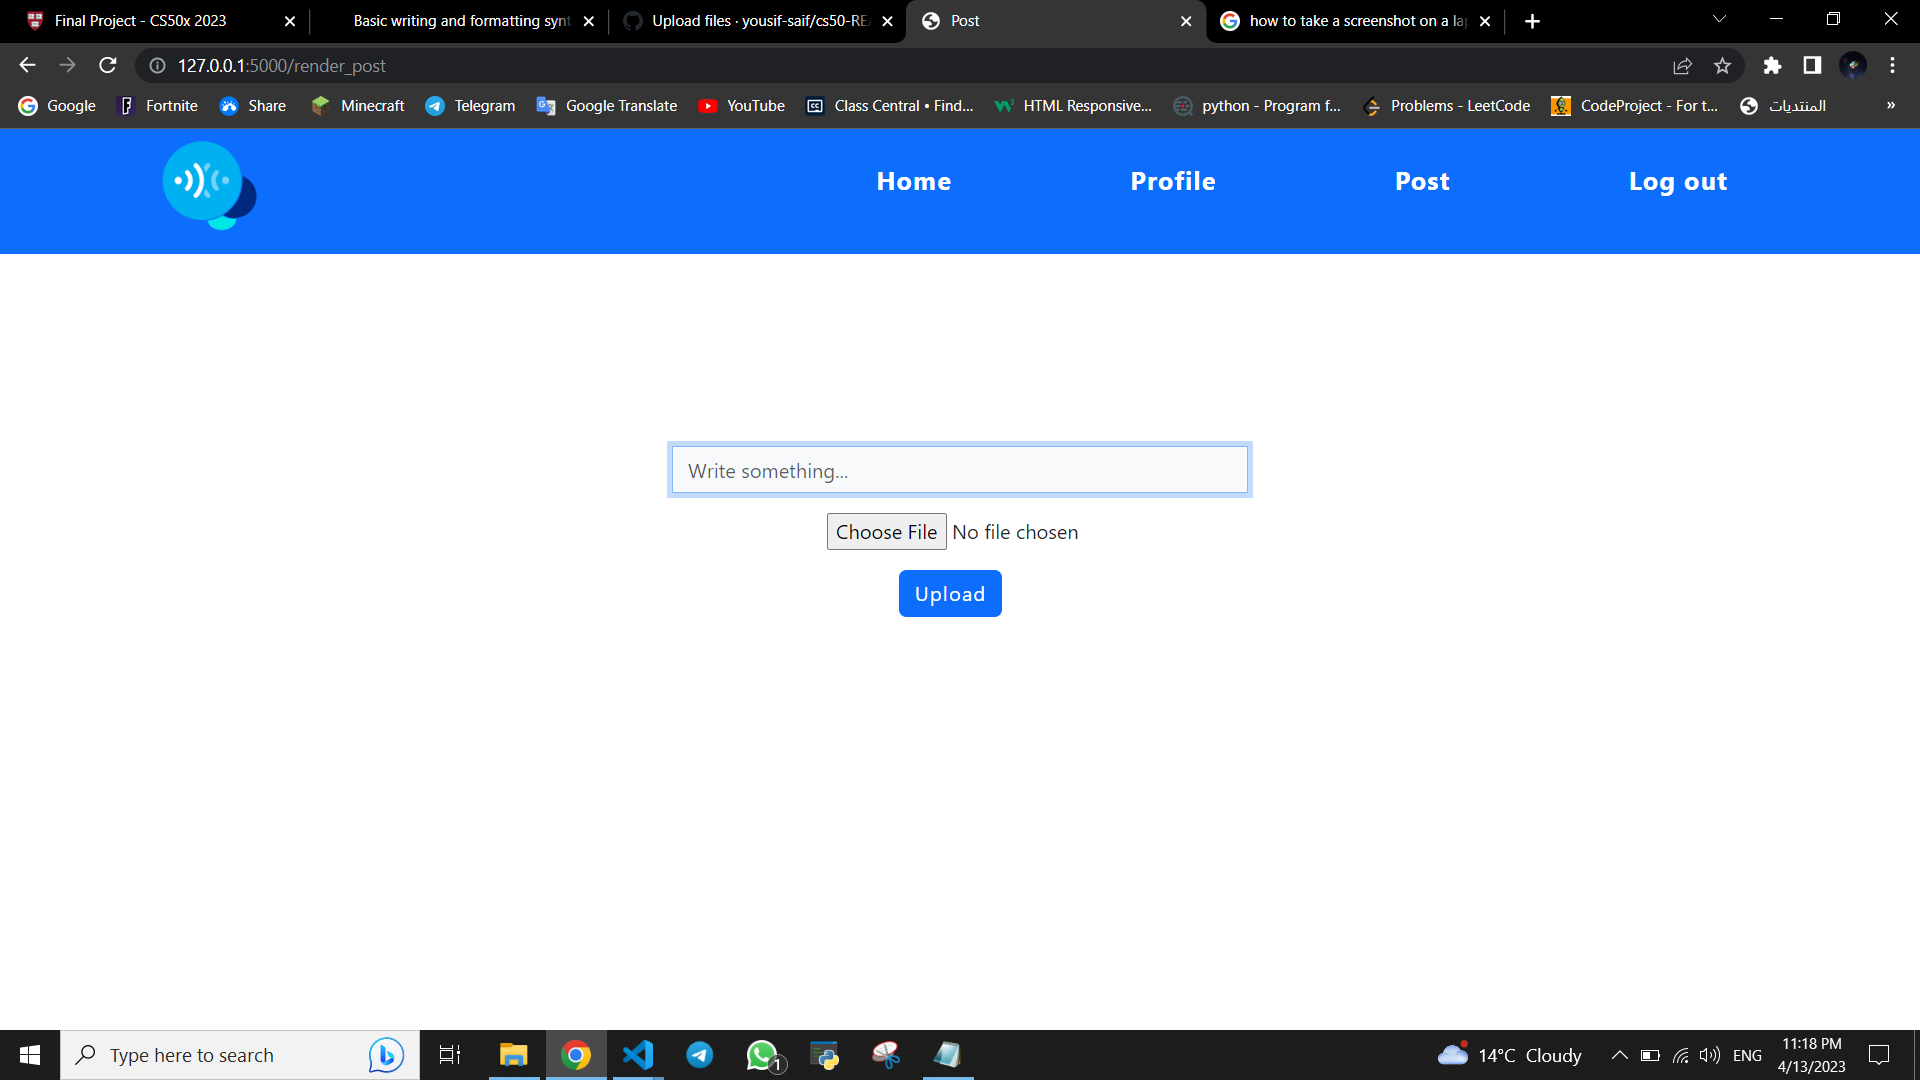 Final Project - CS50x 2023
Basic writing and formatting synt
Upload files · yousif-saif/cs50-REA
Post
how to take a screenshot on a lap
127.0.0.1:5000/render_post
Google
Fortnite
Share
Minecraft
Telegram
Google Translate
YouTube
Class Central • Find...
HTML Responsive...
python - Program f...
Problems - LeetCode
CodeProject - For t...
المنتديات
»
Home
Profile
Post
Log out
Write something...
Choose File No file chosen
Upload
Type here to search
1
14°C Cloudy
ENG
11:18 PM
4/13/2023